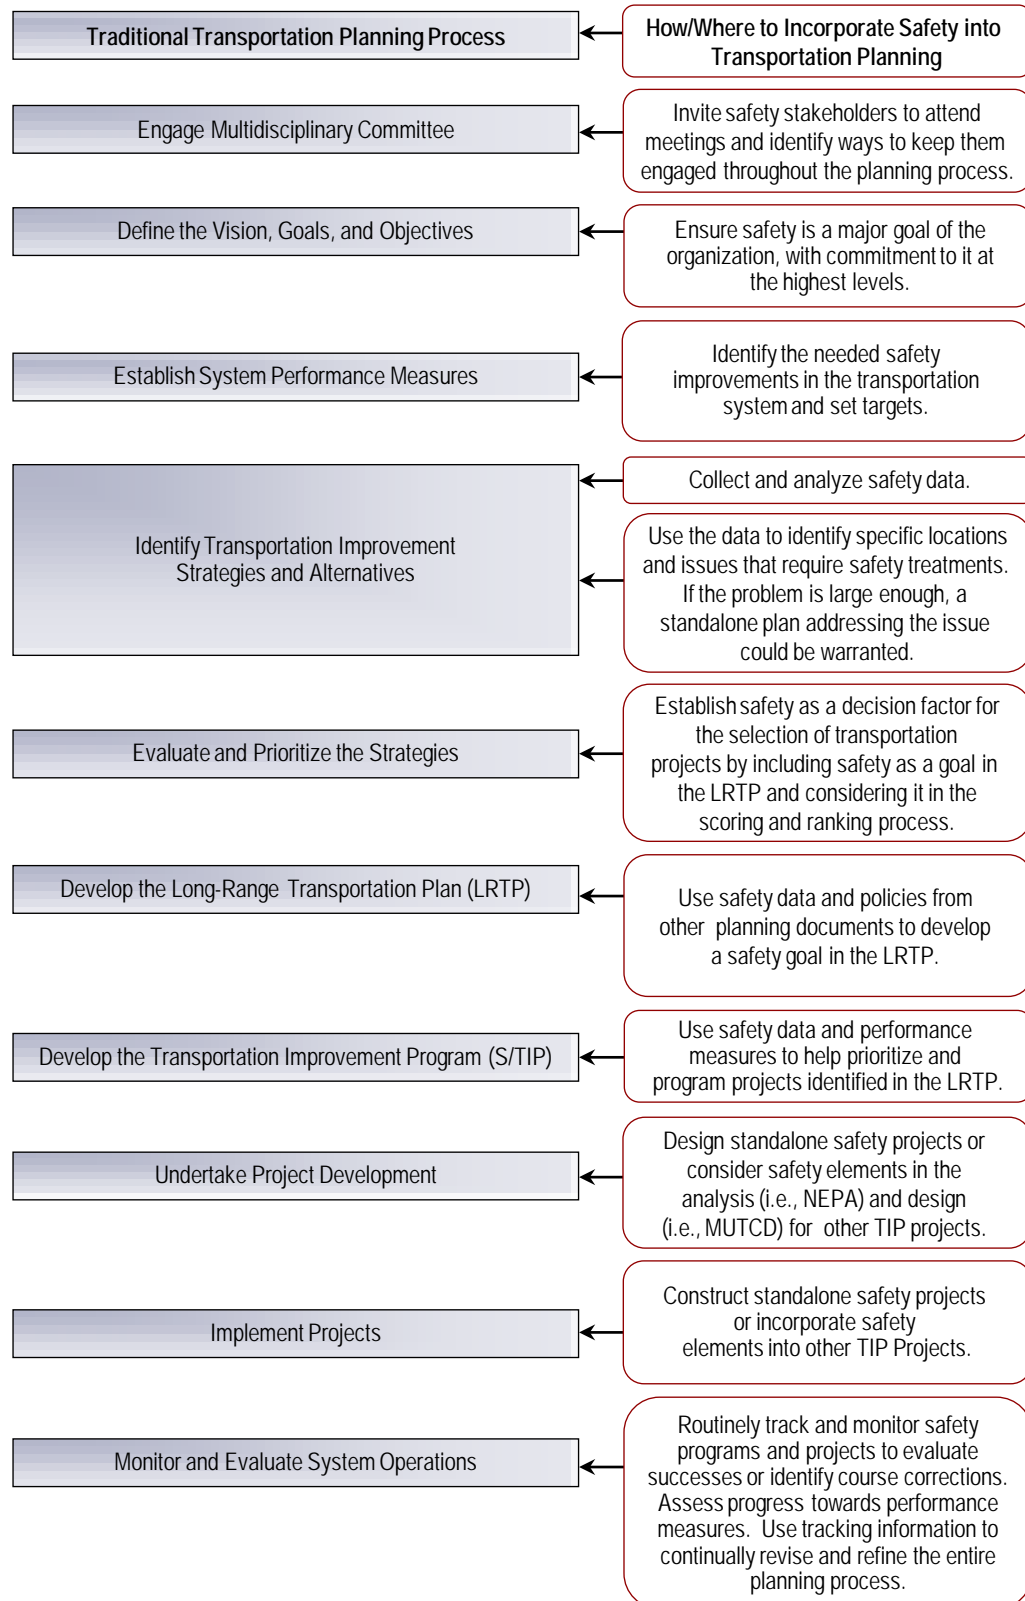 Traditional Transportation Planning Process
How/Where to Incorporate Safety into
Transportation Planning
Engage Multidisciplinary Committee
Invite safety stakeholders to attend
meetings and identify ways to keep them
engaged throughout the planning process.
Define the Vision, Goals, and Objectives
Ensure safety is a major goal of the
organization, with commitment to it at
the highest levels.
Establish System Performance Measures
Identify the needed safety
improvements in the transportation
system and set targets.
Identify Transportation Improvement
Strategies and Alternatives
Collect and analyze safety data.
Use the data to identify specific locations
and issues that require safety treatments.
If the problem is large enough, a
standalone plan addressing the issue
could be warranted.
Evaluate and Prioritize the Strategies
Establish safety as a decision factor for
the selection of transportation
projects by including safety as a goal in
the LRTP and considering it in the
scoring and ranking process.
Develop the Long-Range Transportation Plan (LRTP)
Use safety data and policies from
other planning documents to develop
a safety goal in the LRTP.
Develop the Transportation Improvement Program (S/TIP)
Use safety data and performance
measures to help prioritize and
program projects identified in the LRTP.
Undertake Project Development
Design standalone safety projects or
consider safety elements in the
analysis (i.e., NEPA) and design
(i.e., MUTCD) for other TIP projects.
Implement Projects
Construct standalone safety projects
or incorporate safety
elements into other TIP Projects.
Monitor and Evaluate System Operations
Routinely track and monitor safety
programs and projects to evaluate
successes or identify course corrections.
Assess progress towards performance
measures. Use tracking information to
continually revise and refine the entire
planning process.